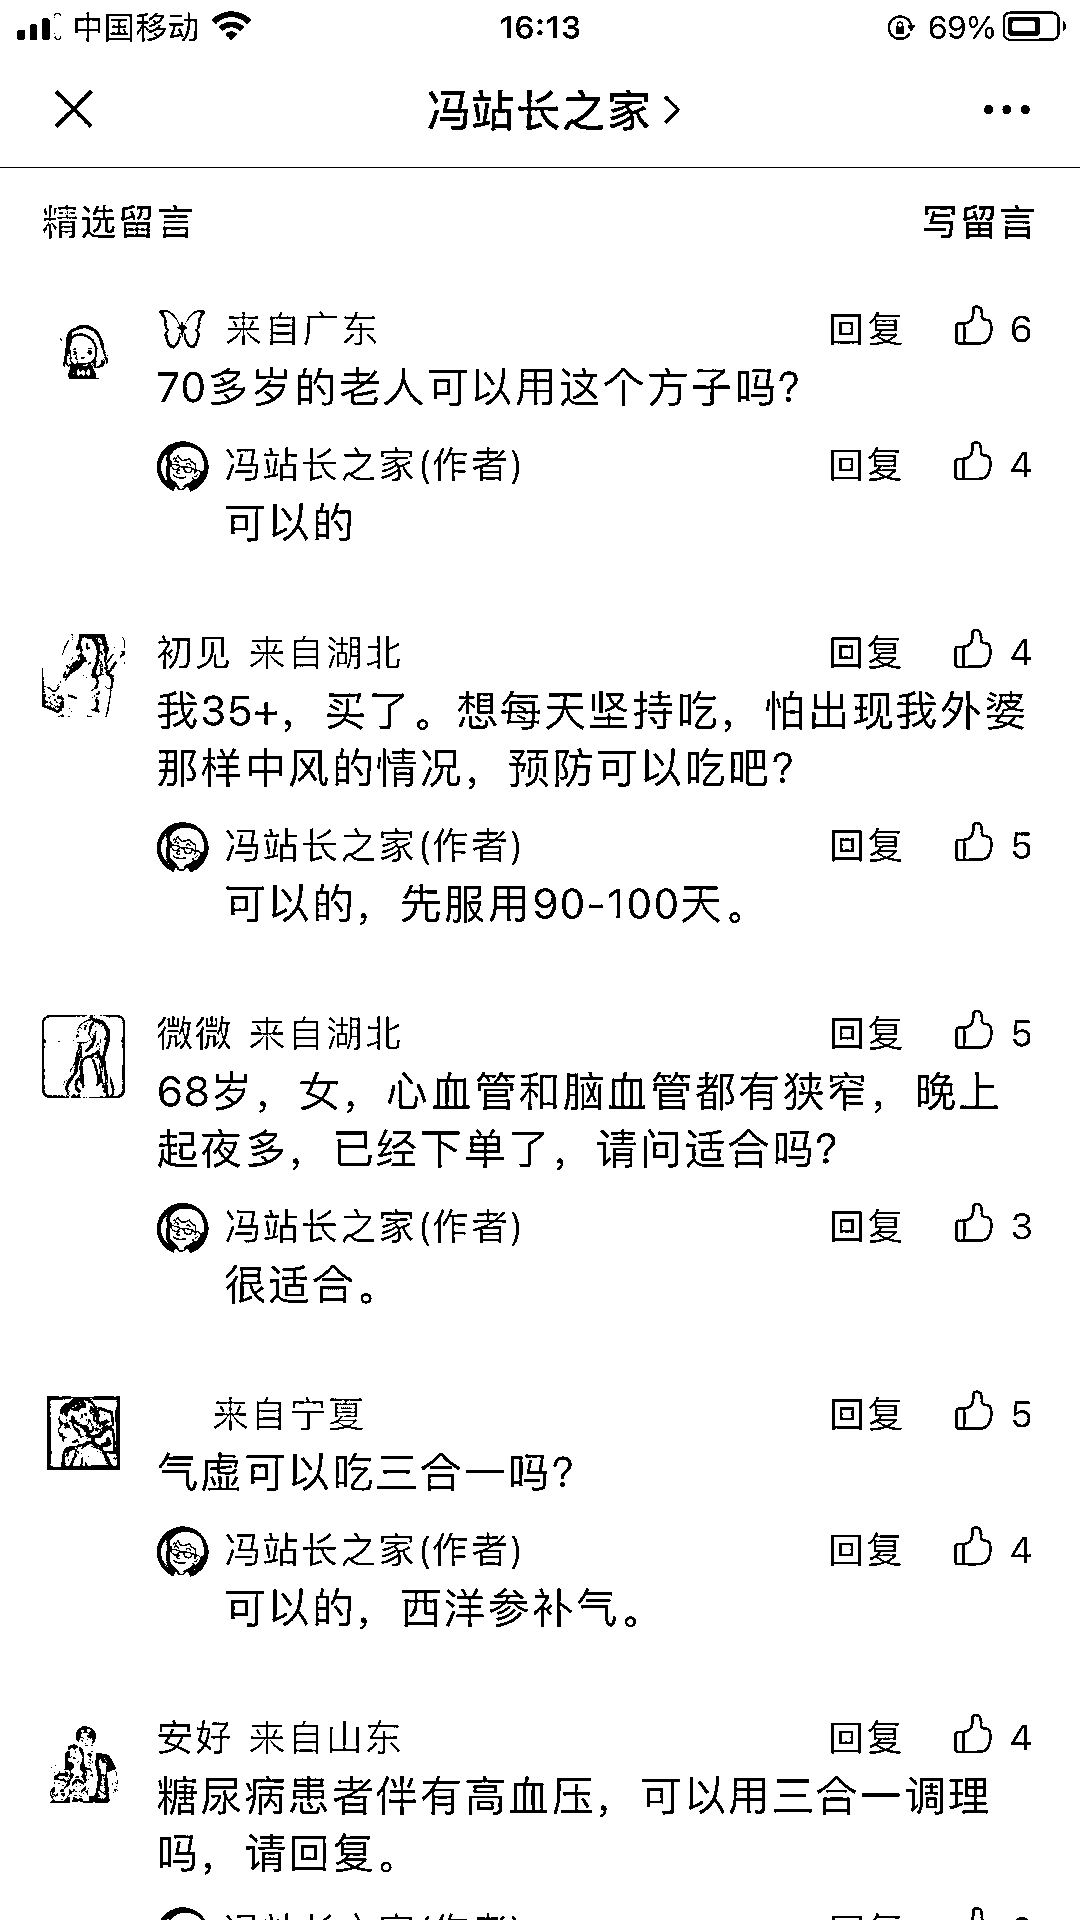 中国移动 16:13 69%
冯站长之家
精选留言 写留言
来自广东 回复 6
70多岁的老人可以用这个方子吗?
冯站长之家(作者) 回复 4
可以的
初见 来自湖北 回复 4
我35+，买了。想每天坚持吃，怕出现我外婆
那样中风的情况，预防可以吃吧?
冯站长之家(作者) 回复 5
可以的，先服用90-100天。
微微 来自湖北 回复 5
68岁，女，心血管和脑血管都有狭窄，晚上
起夜多，已经下单了，请问适合吗?
冯站长之家(作者) 回复 3
很适合。
来自宁夏 回复 5
气虚可以吃三合一吗?
冯站长之家(作者) 回复 4
可以的，西洋参补气。
安好 来自山东 回复 4
糖尿病患者伴有高血压，可以用三合一调理
吗，请回复。